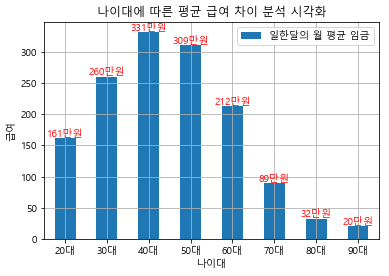 나이대에 따른 평균 급여 차이 분석 시각화
일한달의 월 평균 임금
331만원
309만원
260만원
212만원
161만원
89만원
32만원
20만원
급여
300
250
200
150
100
50
0
20대 30대 40대 50대 60대 70대 80대 90대
나이대